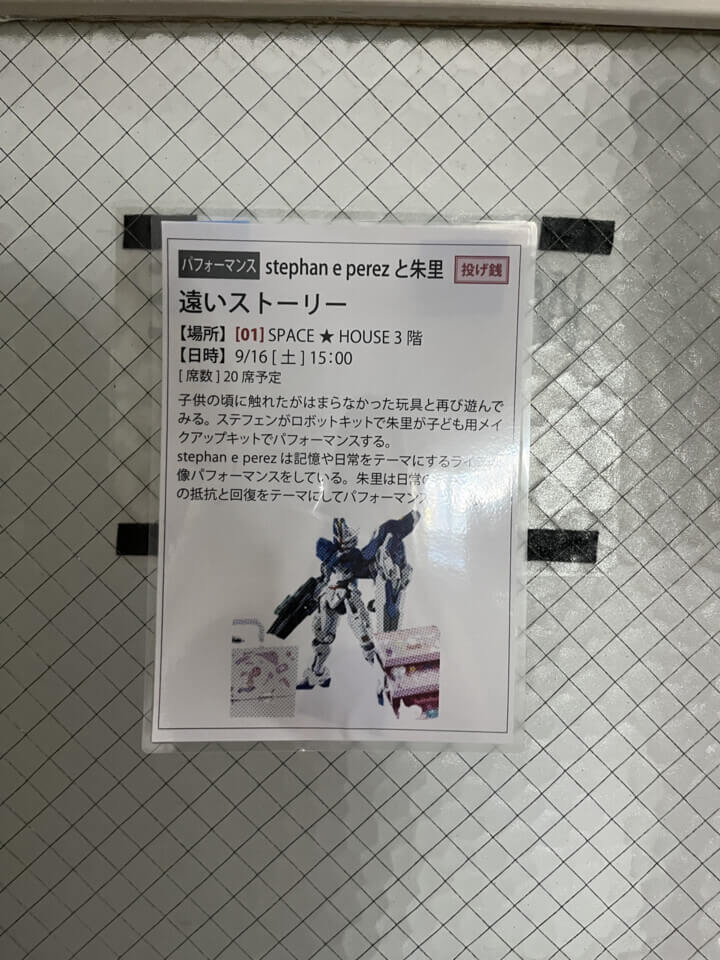 パフォーマンス stephan e perez と朱里 投げ銭
遠いストーリー
【場所】[01] SPACE ★ HOUSE 3 階
【日時】9/16 [ 土 ] 15:00
[ 席数 ] 20 席予定
子供の頃に触れたがはまらなかった玩具と再び遊んで
みる。ステフェンがロボットキットで朱里が子ども用メイ
クアップキットでパフォーマンスする。
stephan e perez は記憶や日常をテーマにするライ
像パフォーマンスをしている。朱里は日常
の抵抗と回復をテーマにしてパフォーマンス